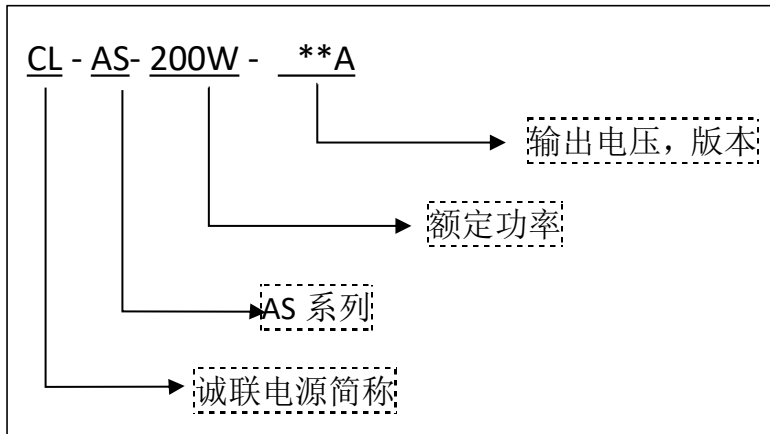 CL - AS- 200W - **A
输出电压，版本
额定功率
AS 系列
诚联电源简称